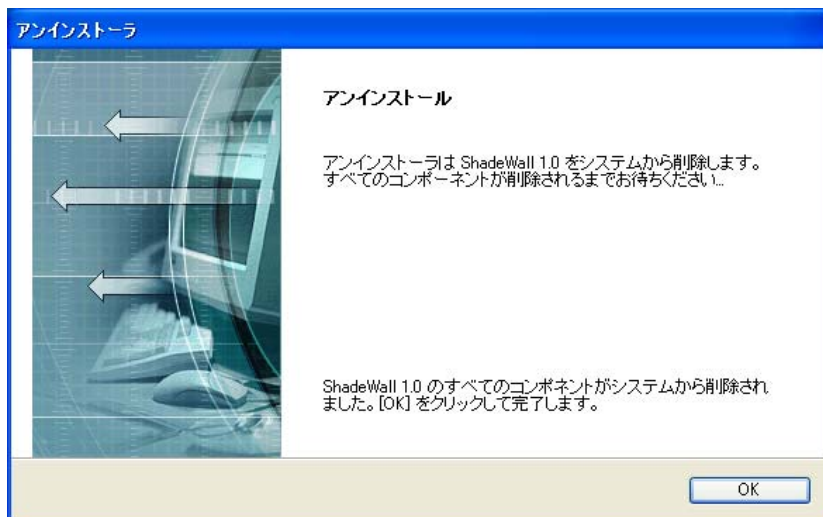 アンインストーラ
アンインストール
アンインストーラは ShadeWall 1.0 をシステムから削除します。
すべてのコンポーネントが削除されるまでお待ちください...
ShadeWall 1.0 のすべてのコンポネントがシステムから削除され
ました。[OK] をクリックして完了します。
OK